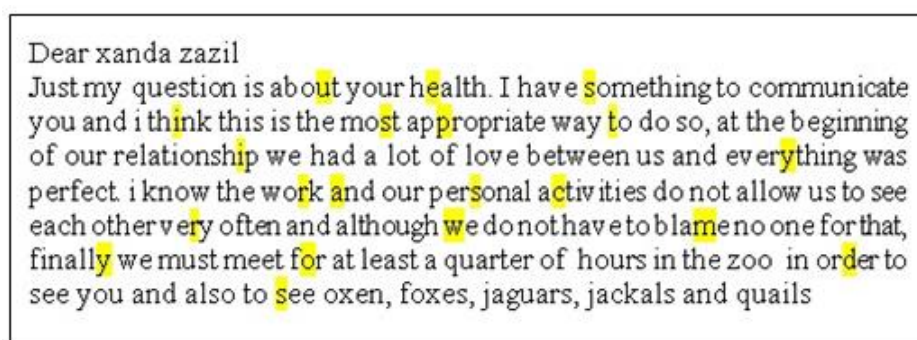 Dear xanda zazil
Just my question is about your health. I have something to communicate
you and i think this is the most appropriate way to do so, at the beginning
of our relationship we had a lot of love between us and everything was
perfect. i know the work and our personal activities do not allow us to see
each other very often and although we do not have to blame no one for that,
finally we must meet for at least a quarter of hours in the zoo in order to
see you and also to see oxen, foxes, jaguars, jackals and quails